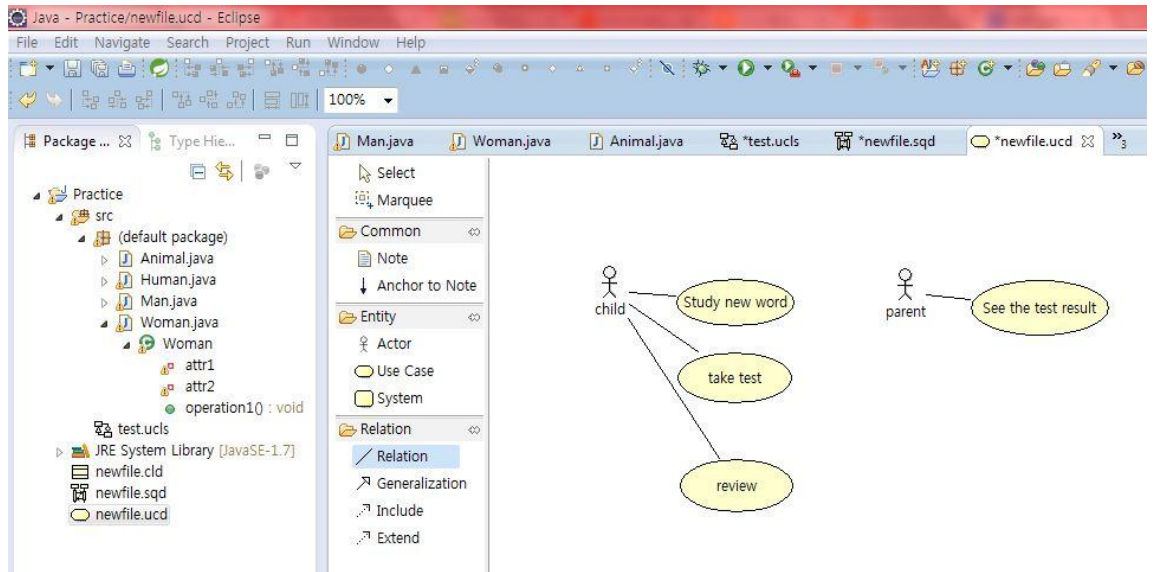 Java - Practice/newfile.ucd - Eclipse
File Edit Navigate Search Project Run Window Help
100%
Package ... Type Hie...
Practice
src
(default package)
Animal.java
Human.java
Man.java
Woman.java
Woman
attr1
attr2
operation1() : void
test.ucls
JRE System Library [JavaSE-1.7]
newfile.cld
newfile.sqd
newfile.ucd
Man.java Woman.java Animal.java *test.ucls *newfile.sqd *newfile.ucd »3
Select
Marquee
Common
Note
Anchor to Note
Entity
Actor
Use Case
System
Relation
Relation
Generalization
Include
Extend
child
Study new word
take test
review
parent
See the test result